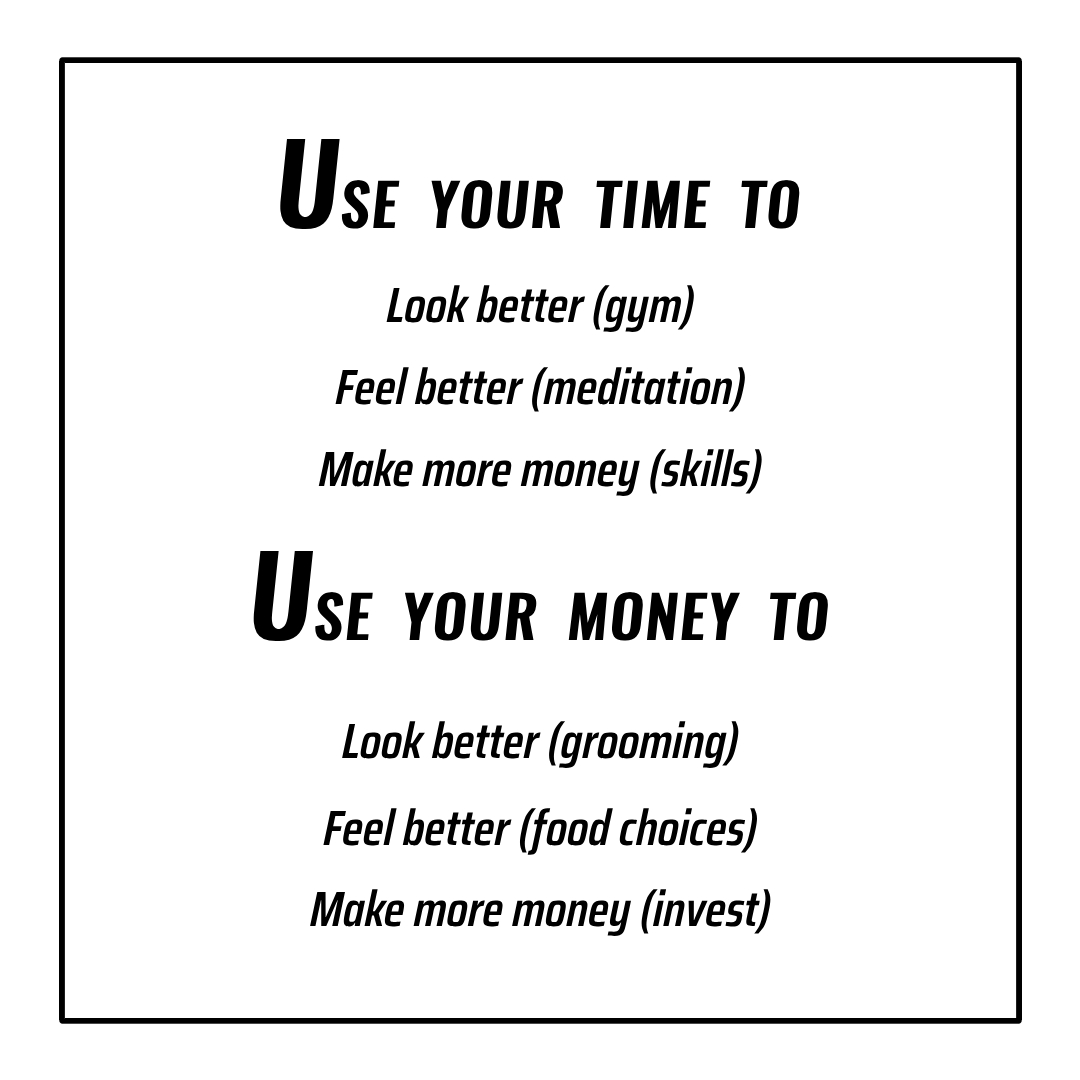 Use your time to
Look better (gym)
Feel better (meditation)
Make more money (skills)
Use your money to
Look better (grooming)
Feel better (food choices)
Make more money (invest)